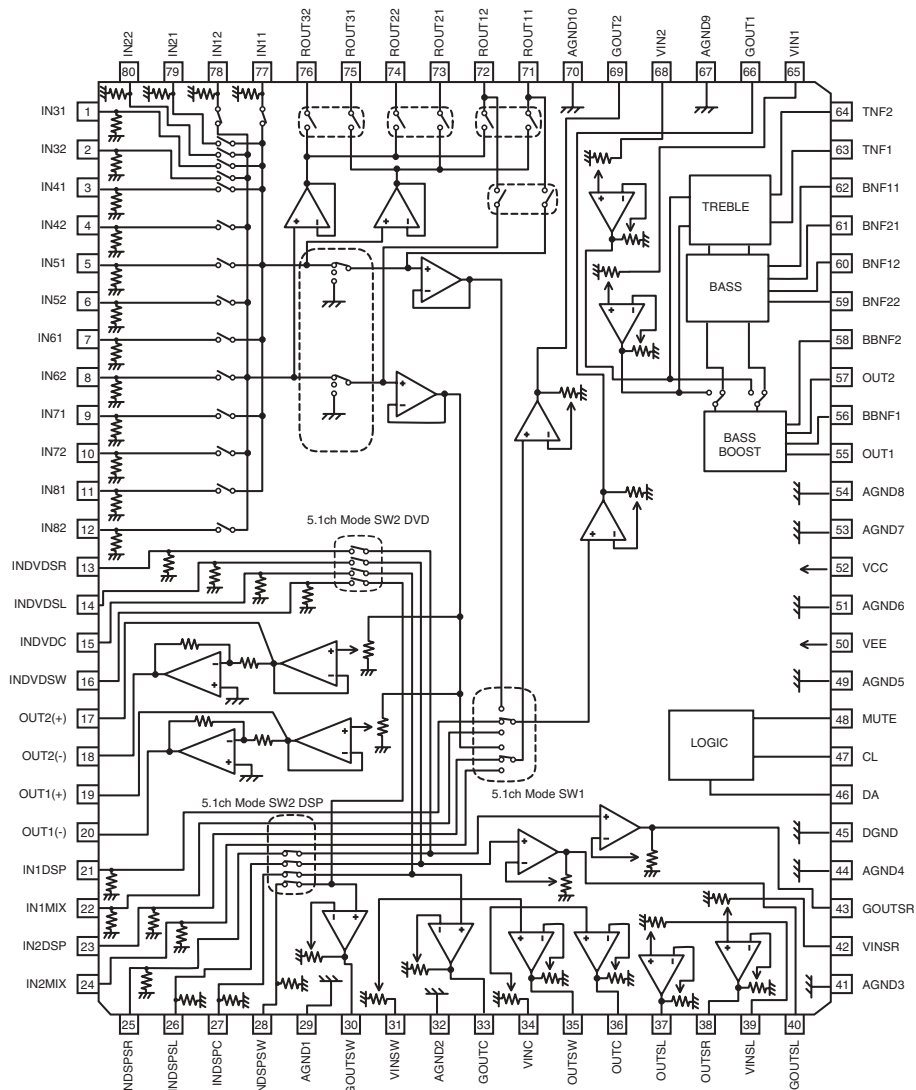 IN22 IN21 IN12 IN11 ROUT32 ROUT31 ROUT22 ROUT21 ROUT12 ROUT11 AGND10 GOUT2 VIN2 AGND9 GOUT1 VIN1
80 79 78 77 76 75 74 73 72 71 70 69 68 67 66 65
IN31 1
IN32 2
IN41 3
IN42 4
IN51 5
IN52 6
IN61 7
IN62 8
IN71 9
IN72 10
IN81 11
IN82 12
INDVDSR 13
INDVDSL 14
INDVDC 15
INDVDSW 16
OUT2(+) 17
OUT2(-) 18
OUT1(+) 19
OUT1(-) 20
IN1DSP 21
IN1MIX 22
IN2DSP 23
IN2MIX 24
64 TNF2
63 TNF1
62 BNF11
61 BNF21
60 BNF12
59 BNF22
58 BBNF2
57 OUT2
56 BBNF1
55 OUT1
54 AGND8
53 AGND7
52 VCC
51 AGND6
50 VEE
49 AGND5
48 MUTE
47 CL
46 DA
45 DGND
44 AGND4
43 GOUTSR
42 VINSR
41 AGND3
TREBLE
BASS
BASS
BOOST
LOGIC
5.1ch Mode SW2 DVD
5.1ch Mode SW2 DSP
5.1ch Mode SW1
25 26 27 28 29 30 31 32 33 34 35 36 37 38 39 40
INDSPSR INDSPSL INDSPC INDSPSW AGND1 GOUTSW VINSW AGND2 GOUTC VINC OUTSW OUTC OUTSL OUTSR VINSL GOUTSL